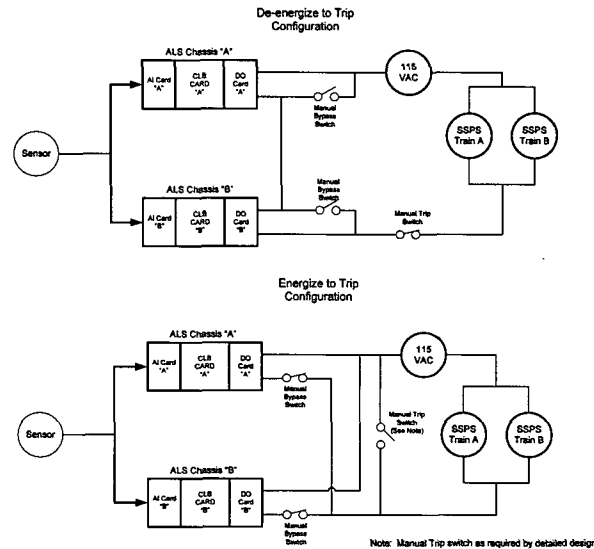 De-energize to Trip
Configuration
ALS Chassis "A"
AI Card
"A"
CLB
CARD
"A"
DO
Card
"A"
Manual
Bypass
Switch
115
VAC
SSPS
Train A
SSPS
Train B
Sensor
ALS Chassis "B"
AI Card
"B"
CLB
CARD
"B"
DO
Card
"B"
Manual
Bypass
Switch
Manual Trip
Switch
Energize to Trip
Configuration
ALS Chassis "A"
AI Card
"A"
CLB
CARD
"A"
DO
Card
"A"
Manual
Bypass
Switch
115
VAC
Manual Trip
Switch
(See Note)
SSPS
Train A
SSPS
Train B
Sensor
ALS Chassis "B"
AI Card
"B"
CLB
CARD
"B"
DO
Card
"B"
Manual
Bypass
Switch
Note: Manual Trip switch as required by detailed design